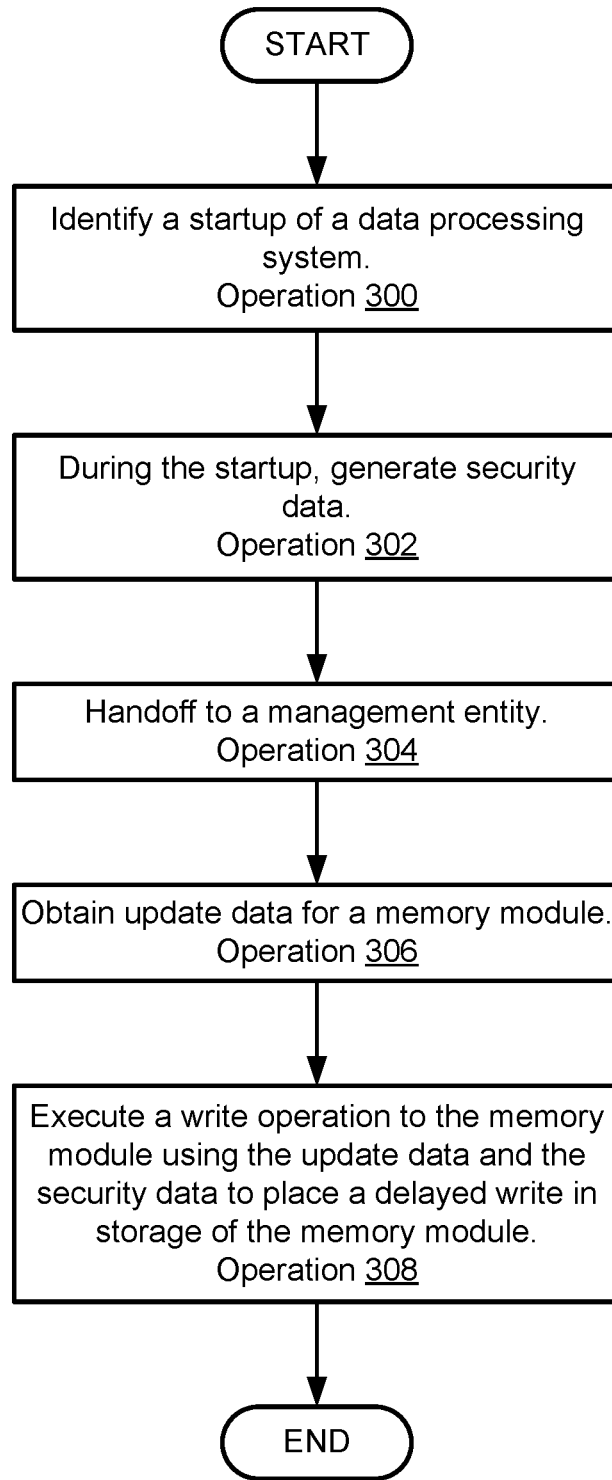 START
Identify a startup of a data processing
system.
Operation 300
During the startup, generate security
data.
Operation 302
Handoff to a management entity.
Operation 304
Obtain update data for a memory module.
Operation 306
Execute a write operation to the memory
module using the update data and the
security data to place a delayed write in
storage of the memory module.
Operation 308
END